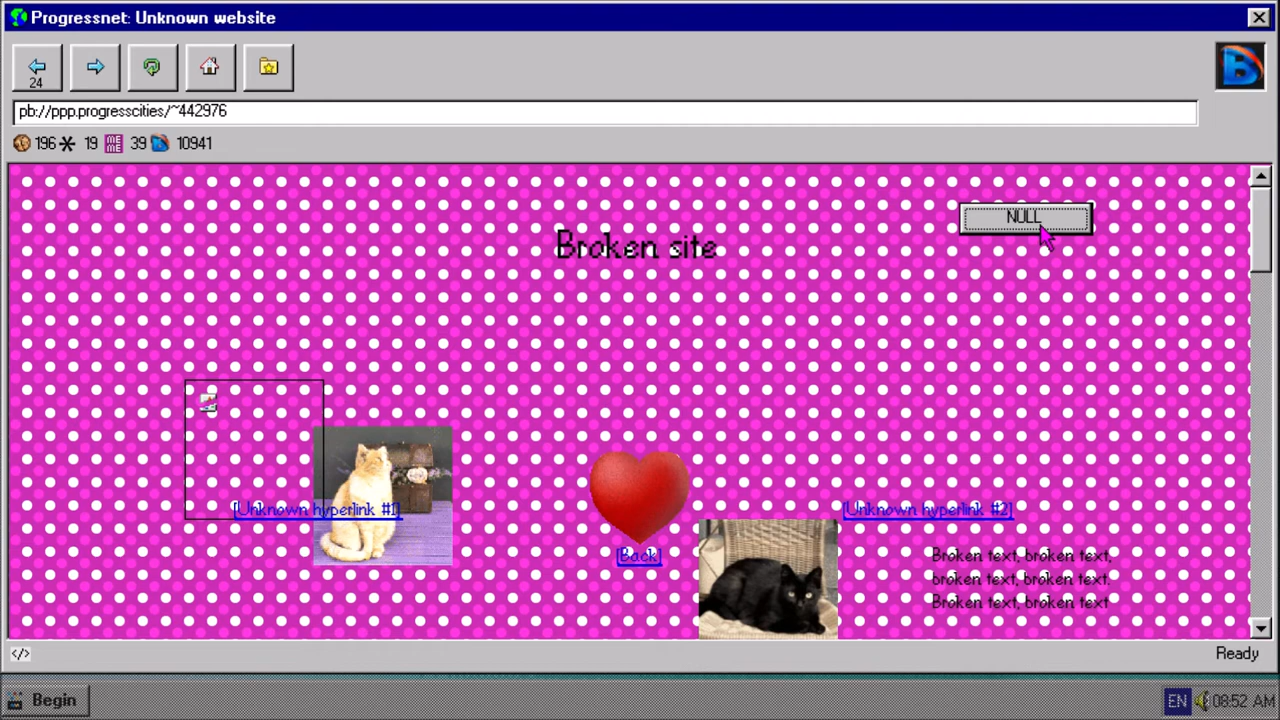 Progressnet: Unknown website
24
pb://ppp.progresscities/~442976
196 19 ME ME 39 10941
NULL
Broken site
[Unknown hyperlink #1]
[Unknown hyperlink #2]
[Back]
Broken text, broken text,
broken text, broken text.
Broken text, broken text
</> Ready
Begin EN 08:52 AM